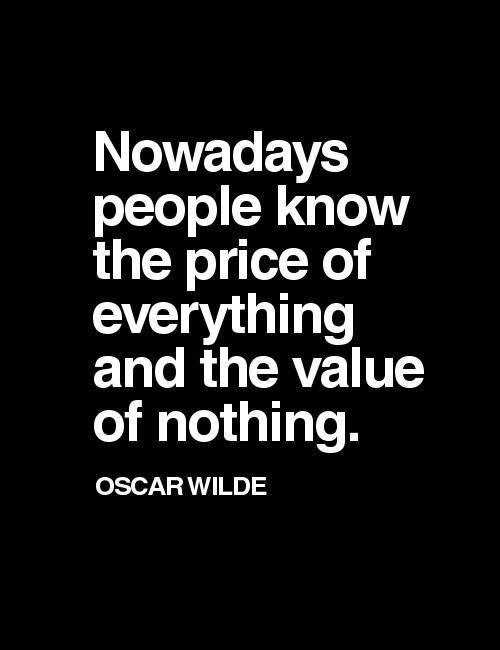 Nowadays
people know
the price of
everything
and the value
of nothing.
OSCAR WILDE